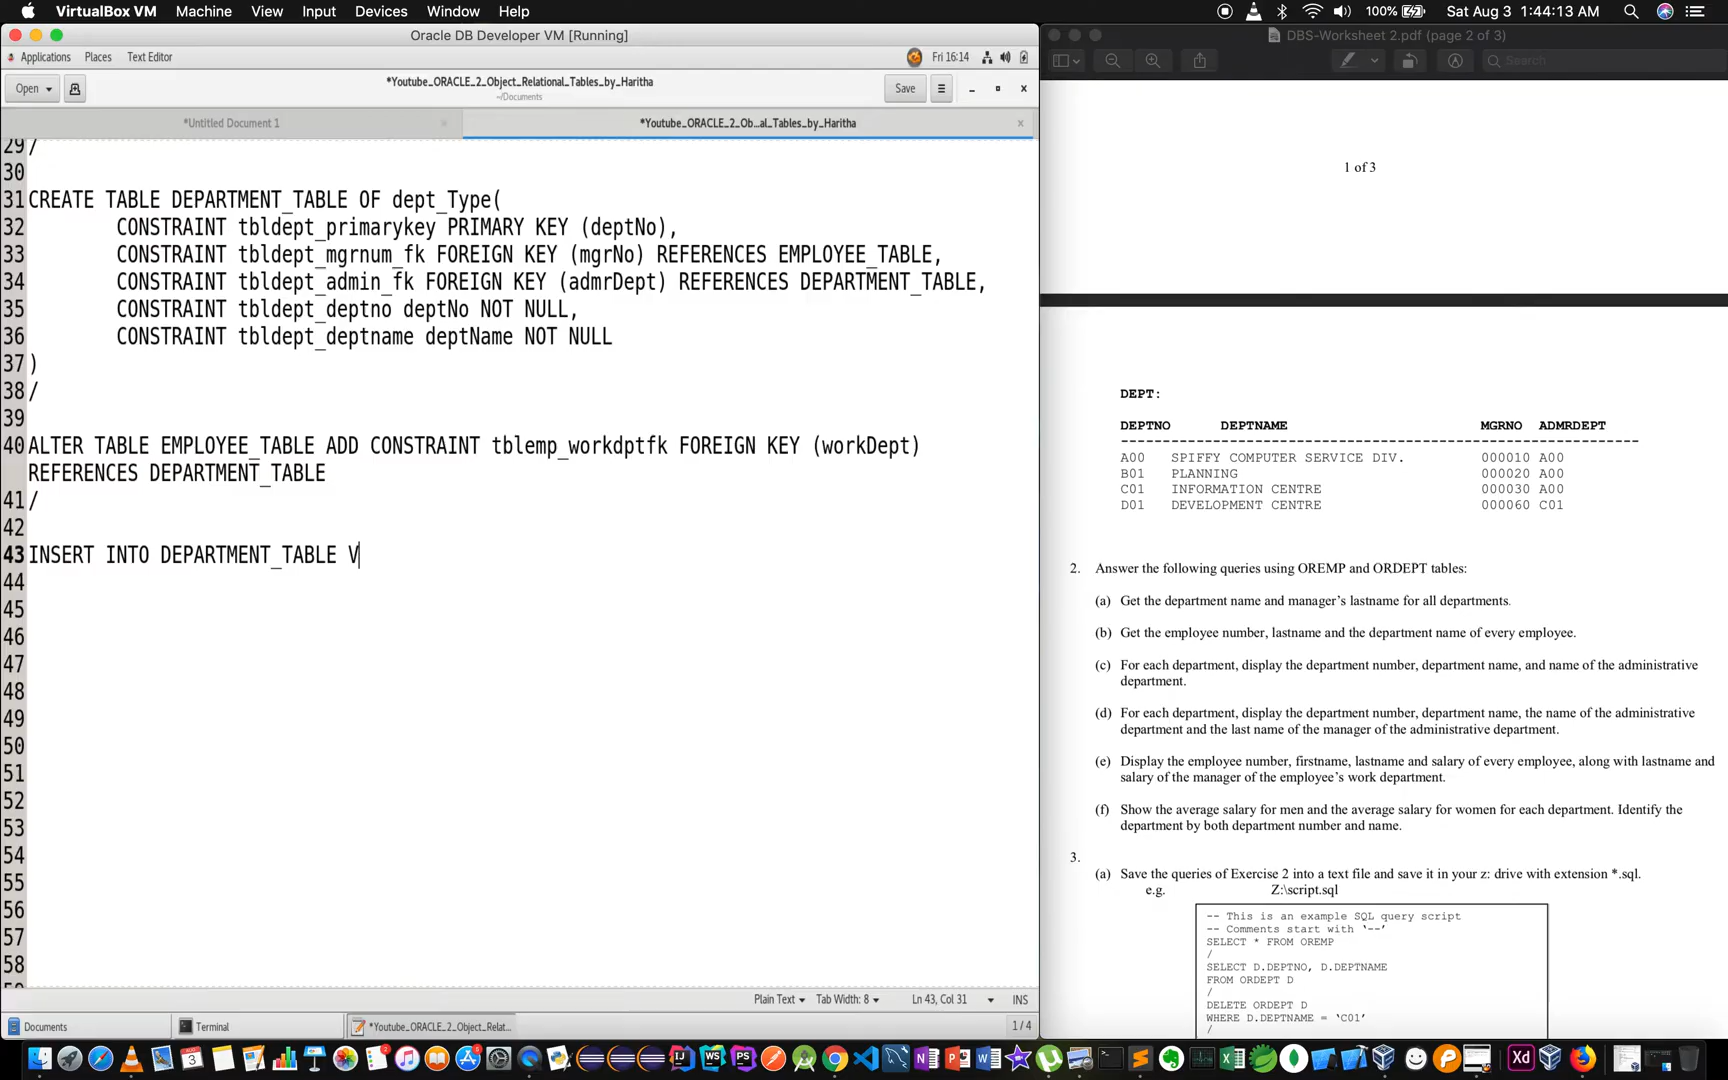 VirtualBox VM Machine View Input Devices Window Help 100% Sat Aug 3 1:44:13 AM
Oracle DB Developer VM [Running]
Applications Places Text Editor Fri 16:14
Open *Youtube_ORACLE_2_Object_Relational_Tables_by_Haritha Save
~/Documents
*Untitled Document 1 *Youtube_ORACLE_2_Ob...al_Tables_by_Haritha
29 /
30
31 CREATE TABLE DEPARTMENT_TABLE OF dept_Type(
32 CONSTRAINT tbldept_primarykey PRIMARY KEY (deptNo),
33 CONSTRAINT tbldept_mgrnum_fk FOREIGN KEY (mgrNo) REFERENCES EMPLOYEE_TABLE,
34 CONSTRAINT tbldept_admin_fk FOREIGN KEY (admrDept) REFERENCES DEPARTMENT_TABLE,
35 CONSTRAINT tbldept_deptno deptNo NOT NULL,
36 CONSTRAINT tbldept_deptname deptName NOT NULL
37 )
38 /
39
40 ALTER TABLE EMPLOYEE_TABLE ADD CONSTRAINT tblemp_workdptfk FOREIGN KEY (workDept)
REFERENCES DEPARTMENT_TABLE
41 /
42
43 INSERT INTO DEPARTMENT_TABLE V
44
45
46
47
48
49
50
51
52
53
54
55
56
57
58
Plain Text Tab Width: 8 Ln 43, Col 31 INS
Documents Terminal *Youtube_ORACLE_2_Object_Relat... 1/4
DBS-Worksheet 2.pdf (page 2 of 3)
Search
1 of 3
DEPT:
DEPTNO DEPTNAME MGRNO ADMRDEPT
A00 SPIFFY COMPUTER SERVICE DIV. 000010 A00
B01 PLANNING 000020 A00
C01 INFORMATION CENTRE 000030 A00
D01 DEVELOPMENT CENTRE 000060 C01
2. Answer the following queries using OREMP and ORDEPT tables:
(a) Get the department name and manager’s lastname for all departments.
(b) Get the employee number, lastname and the department name of every employee.
(c) For each department, display the department number, department name, and name of the administrative
department.
(d) For each department, display the department number, department name, the name of the administrative
department and the last name of the manager of the administrative department.
(e) Display the employee number, firstname, lastname and salary of every employee, along with lastname and
salary of the manager of the employee’s work department.
(f) Show the average salary for men and the average salary for women for each department. Identify the
department by both department number and name.
3.
(a) Save the queries of Exercise 2 into a text file and save it in your z: drive with extension *.sql.
e.g. Z:\script.sql
-- This is an example SQL query script
-- Comments start with ‘--’
SELECT * FROM OREMP
/
SELECT D.DEPTNO, D.DEPTNAME
FROM ORDEPT D
/
DELETE ORDEPT D
WHERE D.DEPTNAME = ‘C01’
/